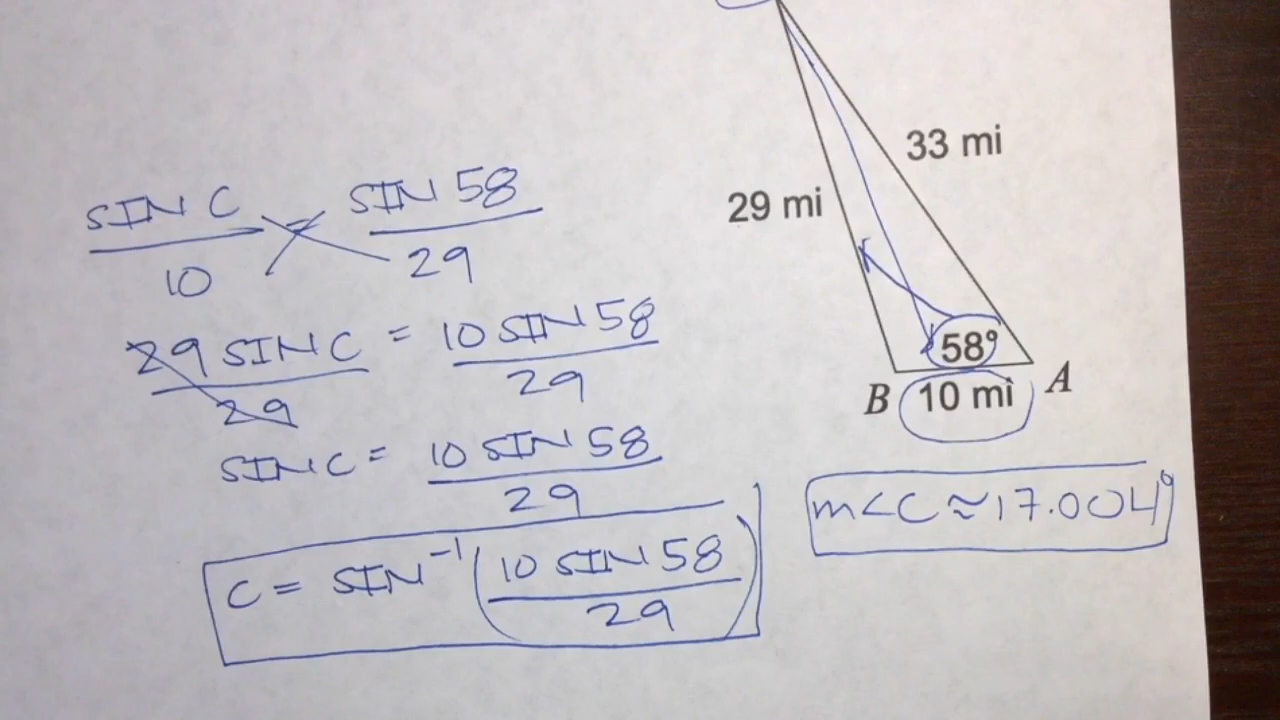 SIN C / 10 = SIN 58 / 29
29 SIN C / 29 = 10 SIN 58 / 29
SIN C = 10 SIN 58 / 29
C = SIN⁻¹ (10 SIN 58 / 29)
33 mi
29 mi
58°
B 10 mi A
m<C ≈ 17.004°